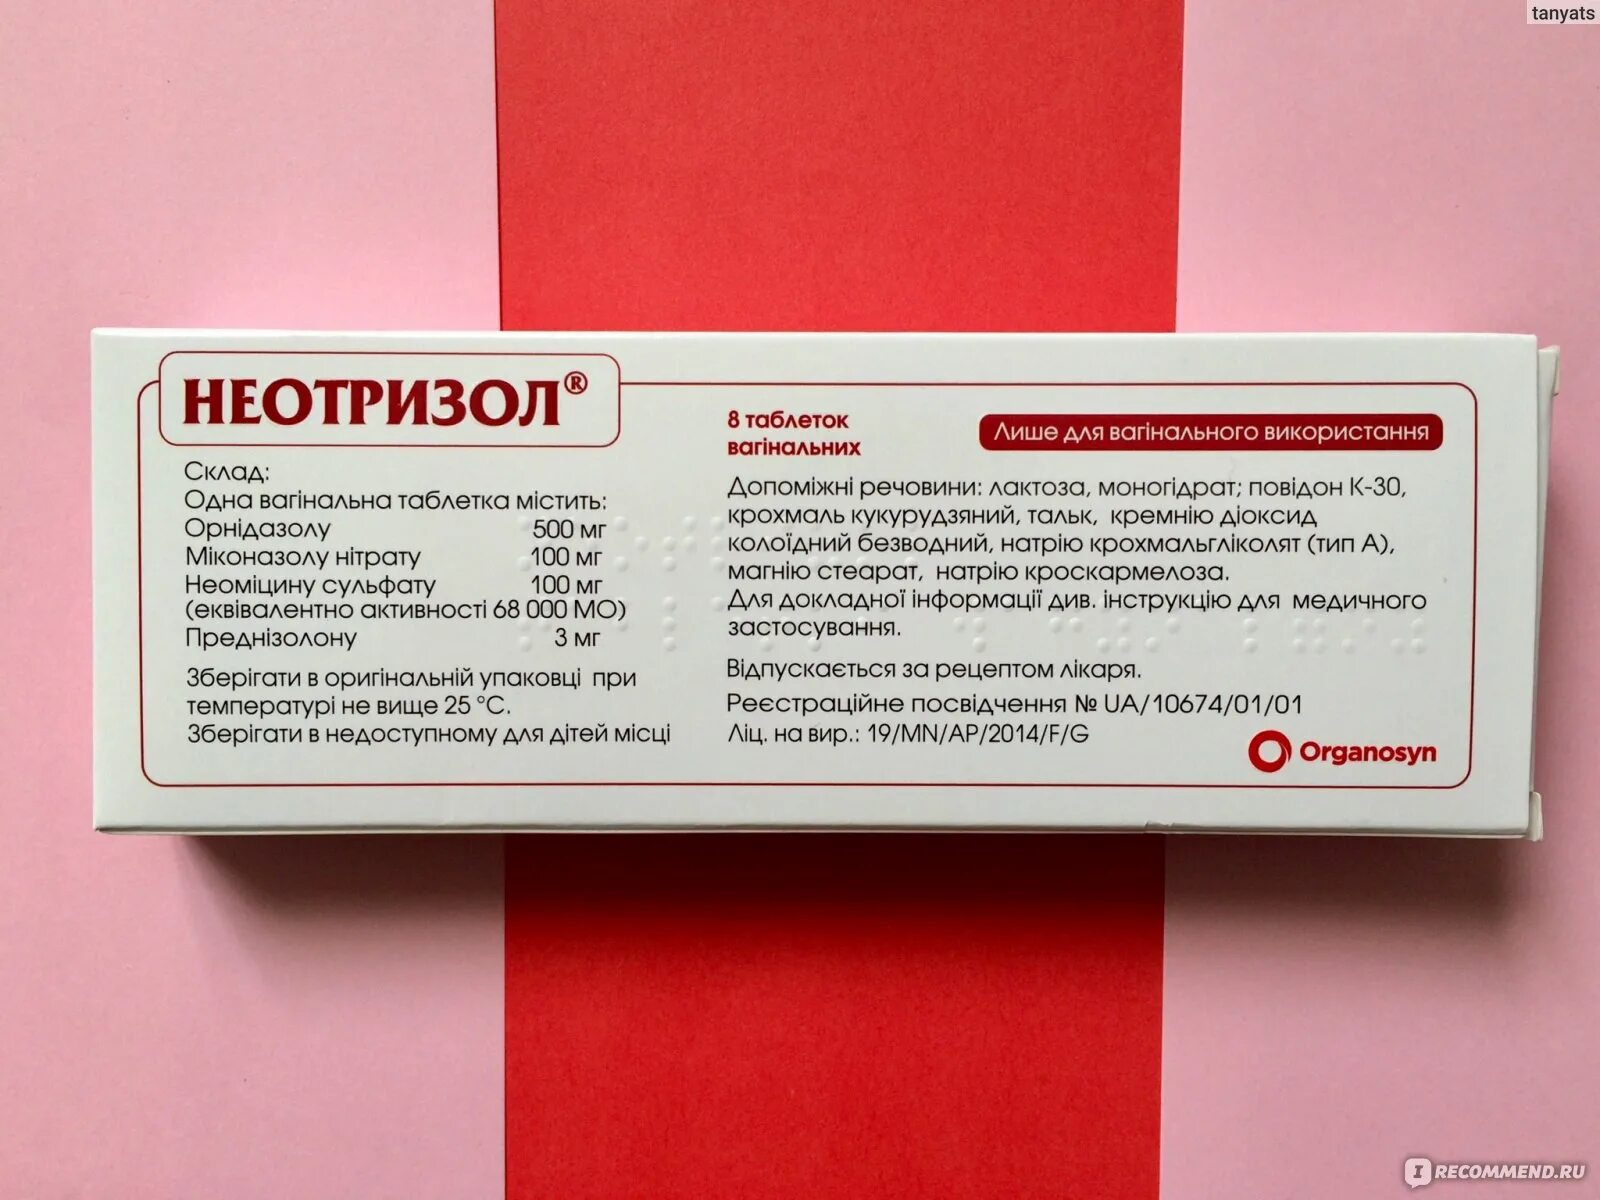 tanyats
НЕОТРИЗОЛ®
Склад:
Одна вагінальна таблетка містить:
Орнідазолу 500 мг
Міконазолу нітрату 100 мг
Неоміцину сульфату 100 мг
(еквівалентно активності 68 000 МО)
Преднізолону 3 мг
Зберігати в оригінальній упаковці при
температурі не вище 25 °С.
Зберігати в недоступному для дітей місці
8 таблеток
вагінальних
Лише для вагінального використання
Допоміжні речовини: лактоза, моногідрат; повідон К-30,
крохмаль кукурудзяний, тальк, кремнію діоксид
колоїдний безводний, натрію крохмальгліколят (тип А),
магнію стеарат, натрію кроскармелоза.
Для докладної інформації див. інструкцію для медичного
застосування.
Відпускається за рецептом лікаря.
Реєстраційне посвідчення № UA/10674/01/01
Ліц. на вир.: 19/MN/AP/2014/F/G
Organosyn
IRECOMMEND.RU